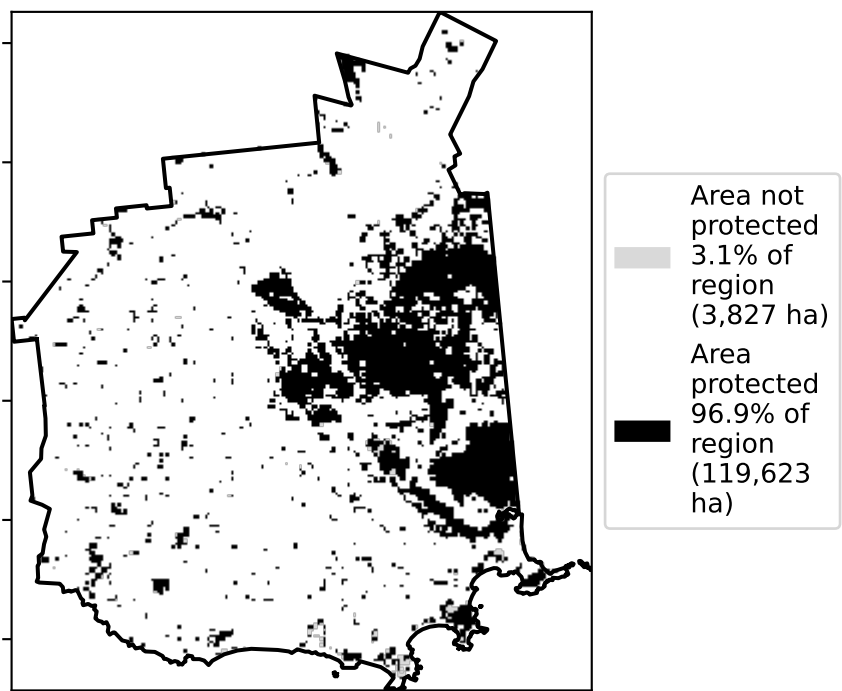 Area not
protected
3.1% of
region
(3,827 ha)
Area
protected
96.9% of
region
(119,623
ha)